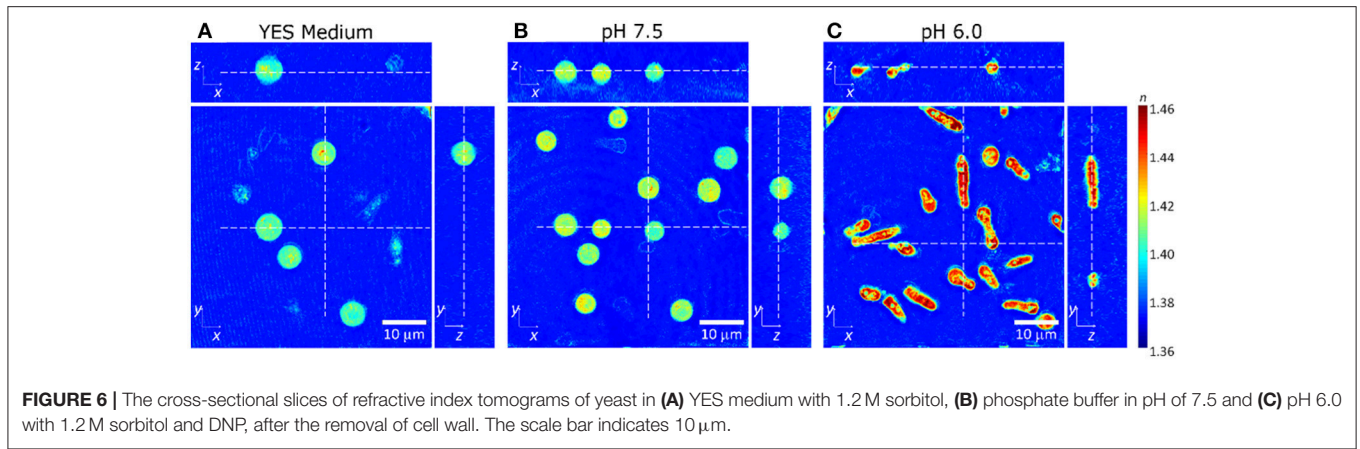 A YES Medium
B pH 7.5
C pH 6.0
z
x
z
x
z
x
n
1.46
1.44
1.42
1.40
1.38
1.36
y
x
10 μm
y
z
y
x
10 μm
y
z
y
x
10 μm
y
z
FIGURE 6 | The cross-sectional slices of refractive index tomograms of yeast in (A) YES medium with 1.2 M sorbitol, (B) phosphate buffer in pH of 7.5 and (C) pH 6.0
with 1.2 M sorbitol and DNP, after the removal of cell wall. The scale bar indicates 10 μm.